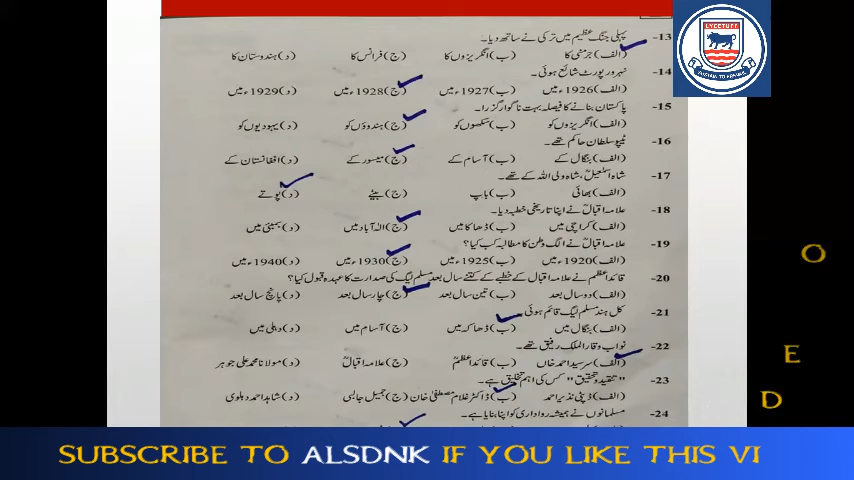 13- پہلی جنگ عظیم میں ترکی نے ساتھ دیا۔
(الف) جرمنی کا (ب) انگریزوں کا (ج) فرانس کا (د) ہندوستان کا
14- نہرو رپورٹ شائع ہوئی۔
(الف) 1926ء میں (ب) 1927ء میں (ج) 1928ء میں (د) 1929ء میں
15- پاکستان بنانے کا فیصلہ بہت ناگوار گزرا۔
(الف) انگریزوں کو (ب) سکھوں کو (ج) ہندوؤں کو (د) یہودیوں کو
16- ٹیپو سلطان حاکم تھے۔
(الف) بنگال کے (ب) آسام کے (ج) میسور کے (د) افغانستان کے
17- شاہ اسمٰعیلؒ، شاہ ولی اللہ کے تھے۔
(الف) بھائی (ب) باپ (ج) بیٹے (د) پوتے
18- علامہ اقبالؒ نے اپنا تاریخی خطبہ دیا۔
(الف) کراچی میں (ب) ڈھاکا میں (ج) الٰہ آباد میں (د) بمبئی میں
19- علامہ اقبالؒ نے الگ وطن کا مطالبہ کب کیا؟
(الف) 1920ء میں (ب) 1925ء میں (ج) 1930ء میں (د) 1940ء میں
20- قائداعظمؒ نے علامہ اقبال کے خطبے کے کتنے سال بعد مسلم لیگ کی صدارت کا عہدہ قبول کیا؟
(الف) دو سال بعد (ب) تین سال بعد (ج) چار سال بعد (د) پانچ سال بعد
21- کل ہند مسلم لیگ قائم ہوئی۔
(الف) بنگال میں (ب) ڈھاکہ میں (ج) آسام میں (د) دہلی میں
22- نواب وقار الملک رفیق تھے۔
(الف) سرسید احمد خاں (ب) قائداعظمؒ (ج) علامہ اقبالؒ (د) مولانا محمد علی جوہر
23- "تنقید و تحقیق" کس کی اہم تخلیق ہے۔
(الف) ڈپٹی نذیر احمد (ب) ڈاکٹر غلام مصطفیٰ خان (ج) جمیل جالبی (د) شاہد احمد دہلوی
24- مسلمانوں نے ہمیشہ رواداری کو اپنا بنایا ہے۔
LYCEUM
O
E
D
SUBSCRIBE TO ALSDNK IF YOU LIKE THIS VI